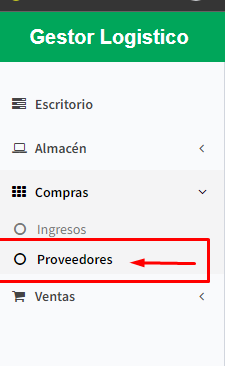 Gestor Logistico
Escritorio
Almacén
Compras
Ingresos
Proveedores
Ventas